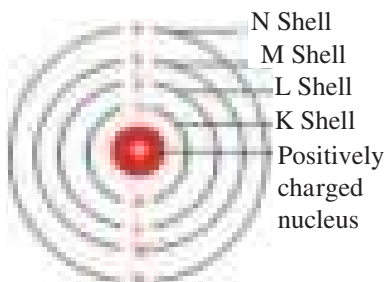 N Shell
M Shell
L Shell
K Shell
Positively
charged
nucleus